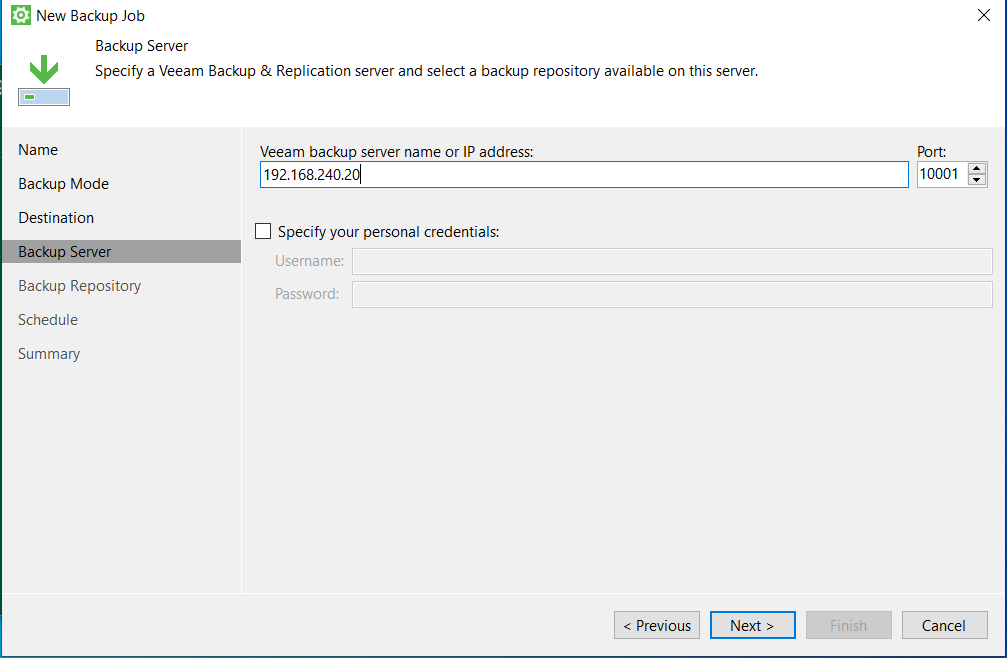 New Backup Job
Backup Server
Specify a Veeam Backup & Replication server and select a backup repository available on this server.
Name
Backup Mode
Destination
Backup Server
Backup Repository
Schedule
Summary
Veeam backup server name or IP address:
Port:
192.168.240.20
10001
Specify your personal credentials:
Username:
Password:
< Previous
Next >
Finish
Cancel